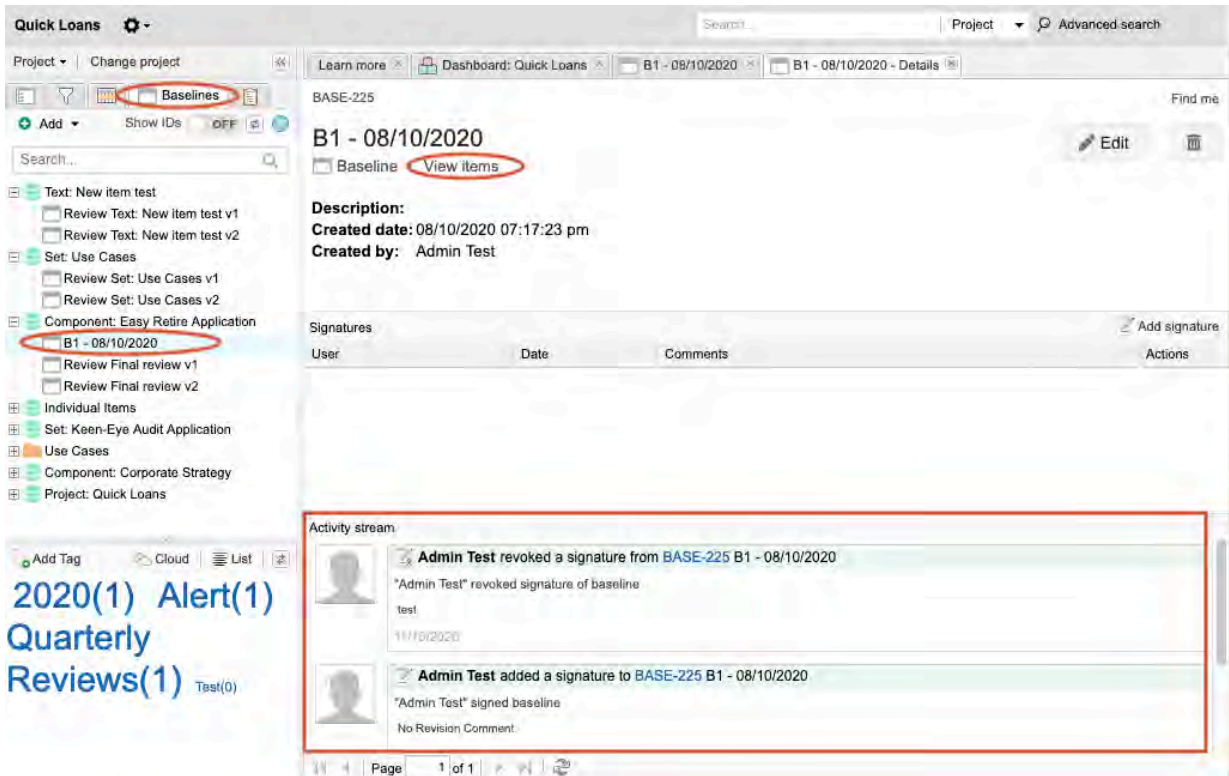 Quick Loans
Search...
Project
Advanced search
Project
Change project
Learn more
Dashboard: Quick Loans
B1 - 08/10/2020
B1 - 08/10/2020 - Details
Baselines
Add
Show IDs
OFF
Search...
Text: New item test
Review Text: New item test v1
Review Text: New item test v2
Set: Use Cases
Review Set: Use Cases v1
Review Set: Use Cases v2
Component: Easy Retire Application
B1 - 08/10/2020
Review Final review v1
Review Final review v2
Individual Items
Set: Keen-Eye Audit Application
Use Cases
Component: Corporate Strategy
Project: Quick Loans
Add Tag
Cloud
List
2020(1) Alert(1)
Quarterly
Reviews(1) Test(0)
BASE-225
Find me
B1 - 08/10/2020
Edit
Baseline
View items
Description:
Created date: 08/10/2020 07:17:23 pm
Created by: Admin Test
Signatures
Add signature
User Date Comments Actions
Activity stream
Admin Test revoked a signature from BASE-225 B1 - 08/10/2020
"Admin Test" revoked signature of baseline
test
11/10/2020
Admin Test added a signature to BASE-225 B1 - 08/10/2020
"Admin Test" signed baseline
No Revision Comment
Page 1 of 1